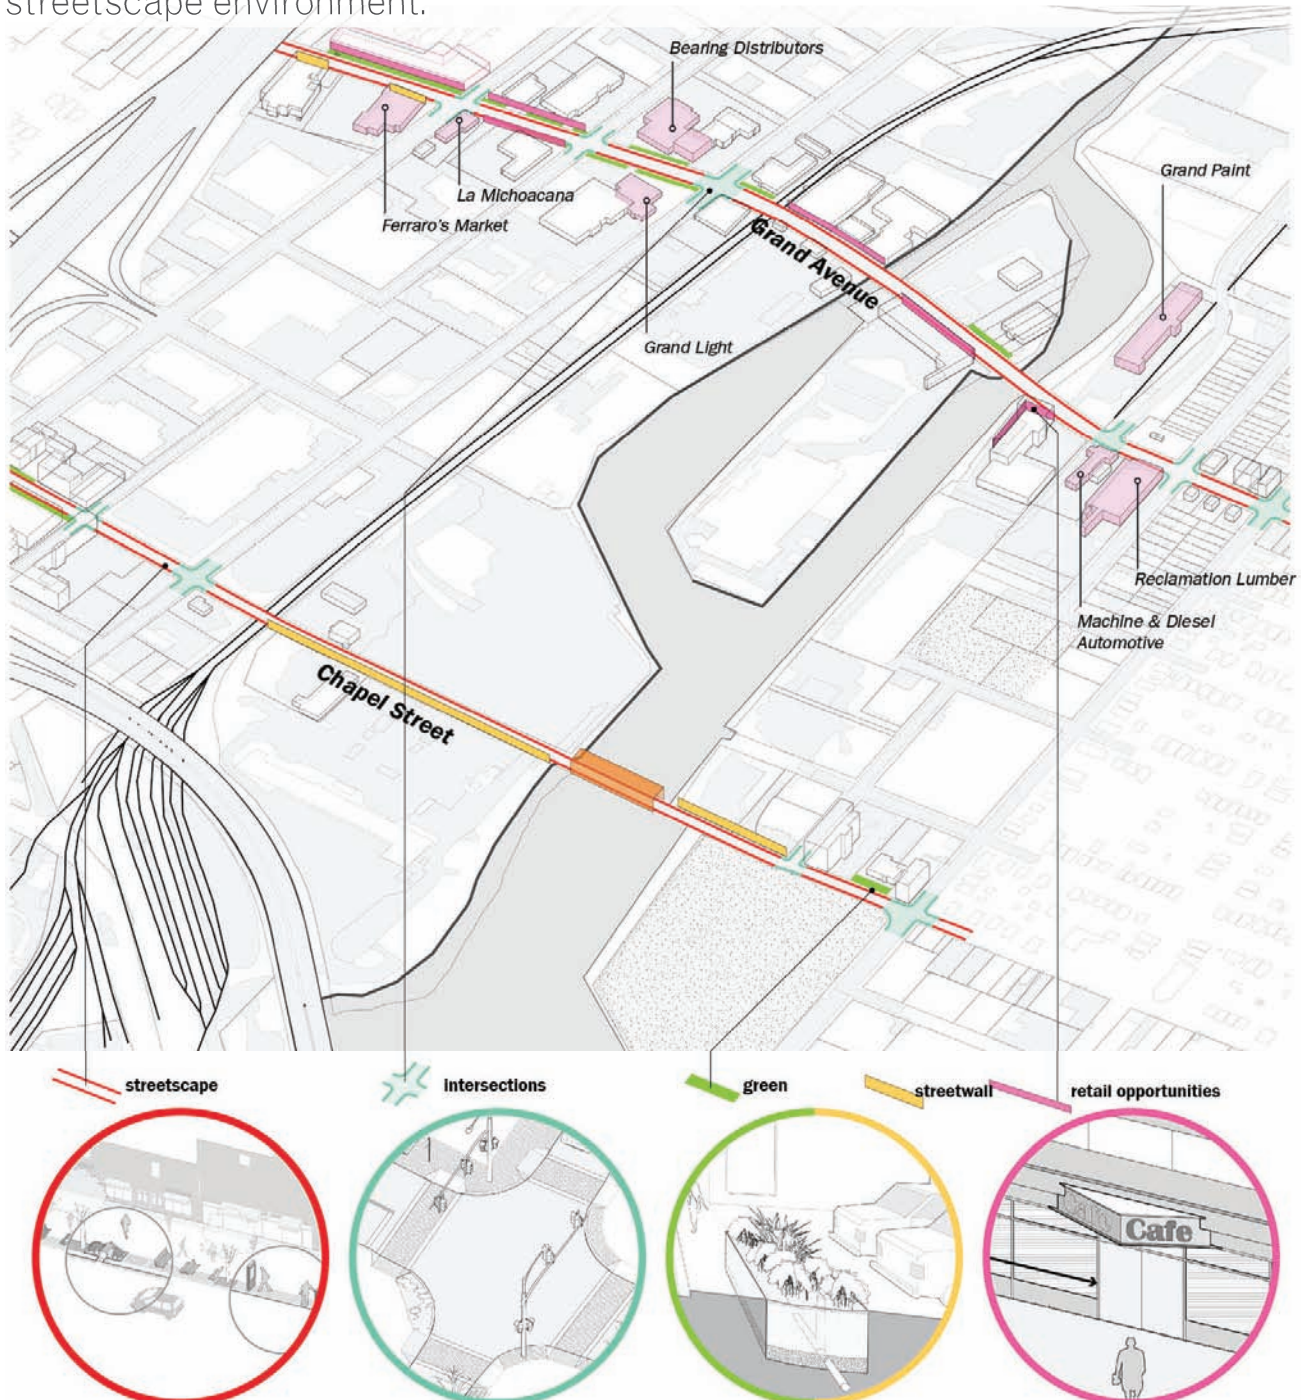 streetscape environment.
Bearing Distributors
Grand Paint
La Michoacana
Ferraro's Market
Grand Avenue
Grand Light
Reclamation Lumber
Machine & Diesel
Automotive
Chapel Street
streetscape
intersections
green
streetwall
retail opportunities
Cafe